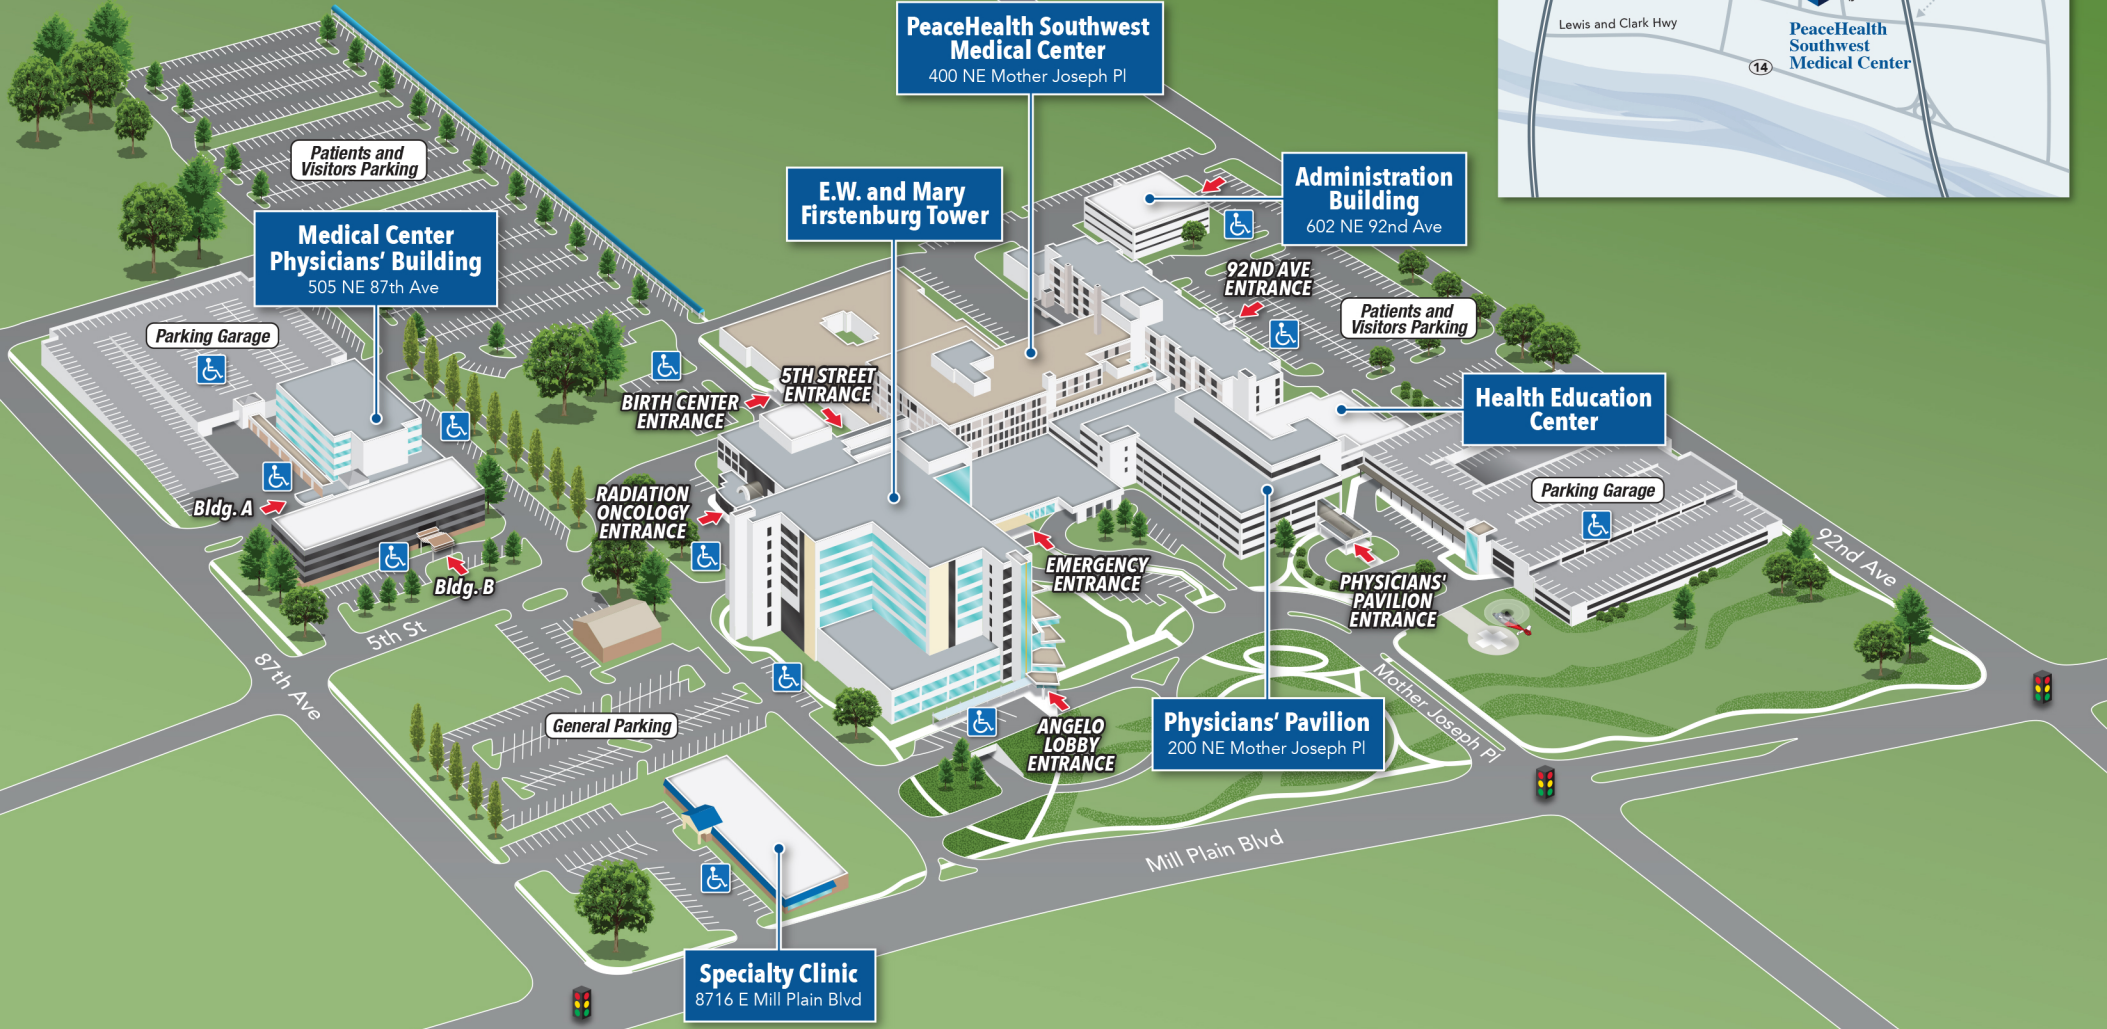 PeaceHealth Southwest
Medical Center
400 NE Mother Joseph Pl
Lewis and Clark Hwy
PeaceHealth
Southwest
Medical Center
14
Patients and
Visitors Parking
E.W. and Mary
Firstenburg Tower
Administration
Building
602 NE 92nd Ave
Medical Center
Physicians' Building
505 NE 87th Ave
92ND AVE
ENTRANCE
Patients and
Visitors Parking
Parking Garage
5TH STREET
ENTRANCE
BIRTH CENTER
ENTRANCE
Health Education
Center
Bldg. A
RADIATION
ONCOLOGY
ENTRANCE
Parking Garage
Bldg. B
EMERGENCY
ENTRANCE
PHYSICIANS'
PAVILION
ENTRANCE
92nd Ave
5th St
87th Ave
General Parking
ANGELO
LOBBY
ENTRANCE
Physicians' Pavilion
200 NE Mother Joseph Pl
Mother Joseph Pl
Mill Plain Blvd
Specialty Clinic
8716 E Mill Plain Blvd